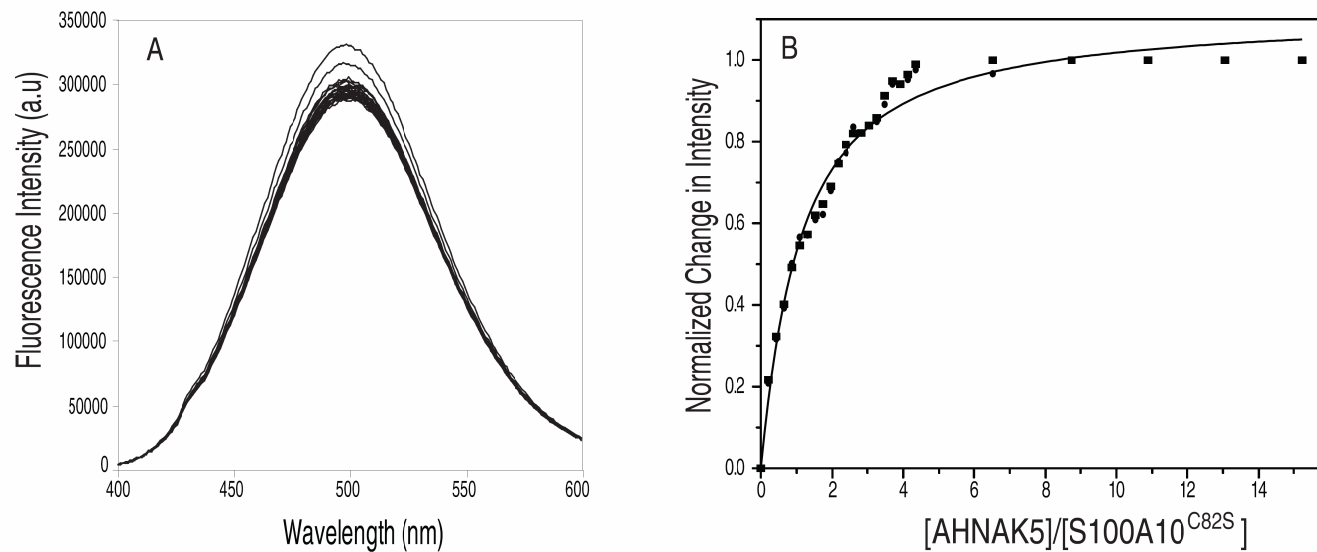 A
Fluorescence Intensity (a.u)
350000
300000
250000
200000
150000
100000
50000
0
400 450 500 550 600
Wavelength (nm)
B
Normalized Change in Intensity
1.0
0.8
0.6
0.4
0.2
0.0
0 2 4 6 8 10 12 14
[AHNAK5]/[S100A10 C82S ]